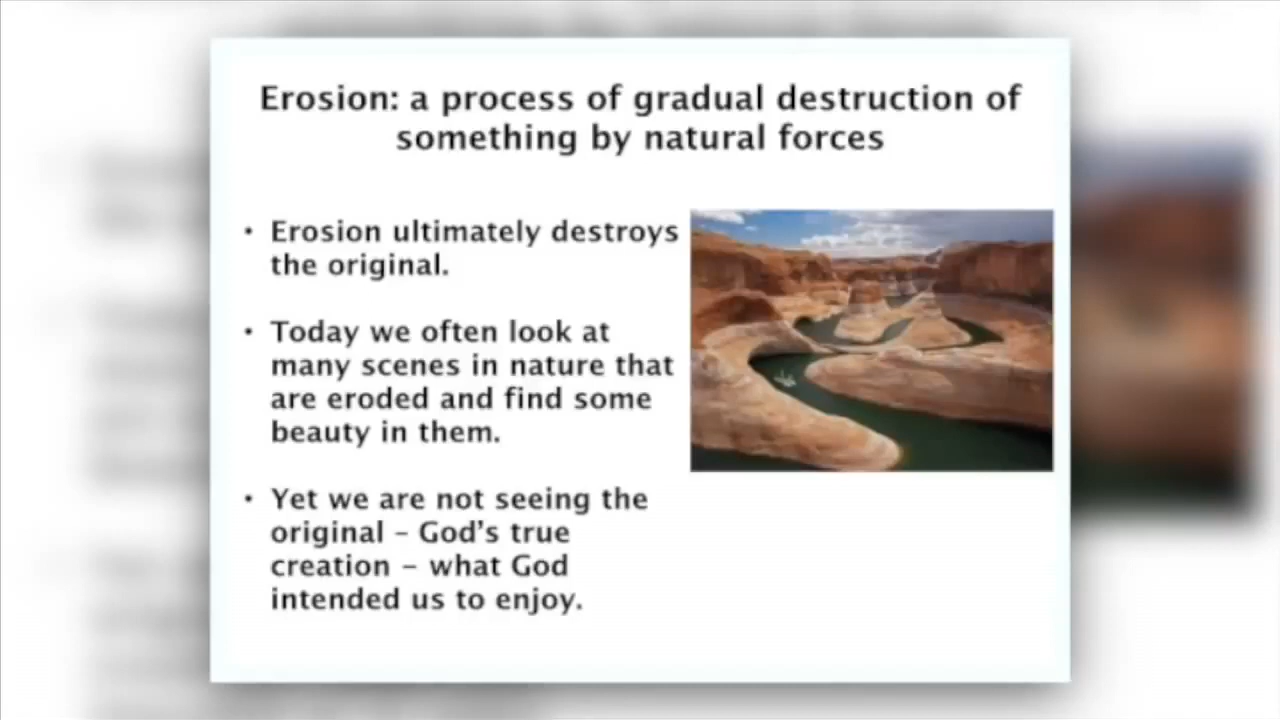 Erosion: a process of gradual destruction of
something by natural forces
• Erosion ultimately destroys
the original.
• Today we often look at
many scenes in nature that
are eroded and find some
beauty in them.
• Yet we are not seeing the
original – God's true
creation – what God
intended us to enjoy.